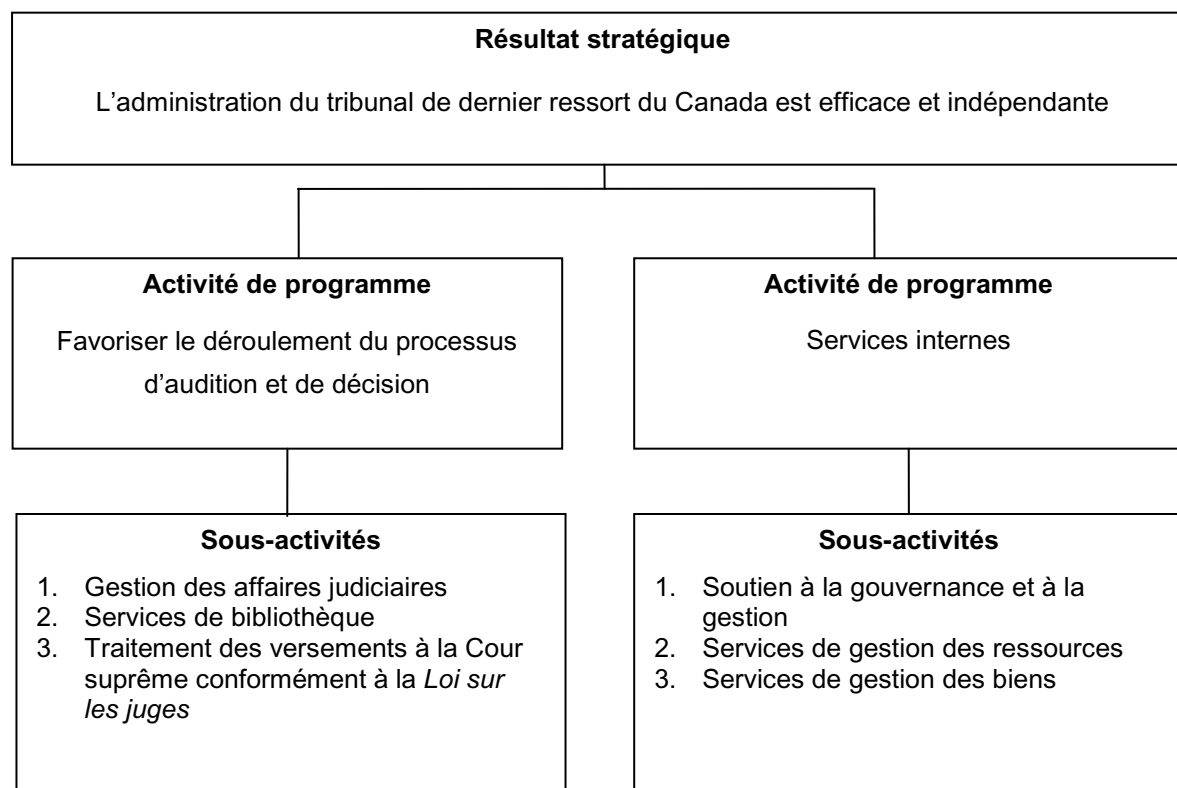 Résultat stratégique
L'administration du tribunal de dernier ressort du Canada est efficace et indépendante
Activité de programme
Favoriser le déroulement du processus
d'audition et de décision
Activité de programme
Services internes
Sous-activités
1. Gestion des affaires judiciaires
2. Services de bibliothèque
3. Traitement des versements à la Cour
suprême conformément à la Loi sur
les juges
Sous-activités
1. Soutien à la gouvernance et à la
gestion
2. Services de gestion des ressources
3. Services de gestion des biens